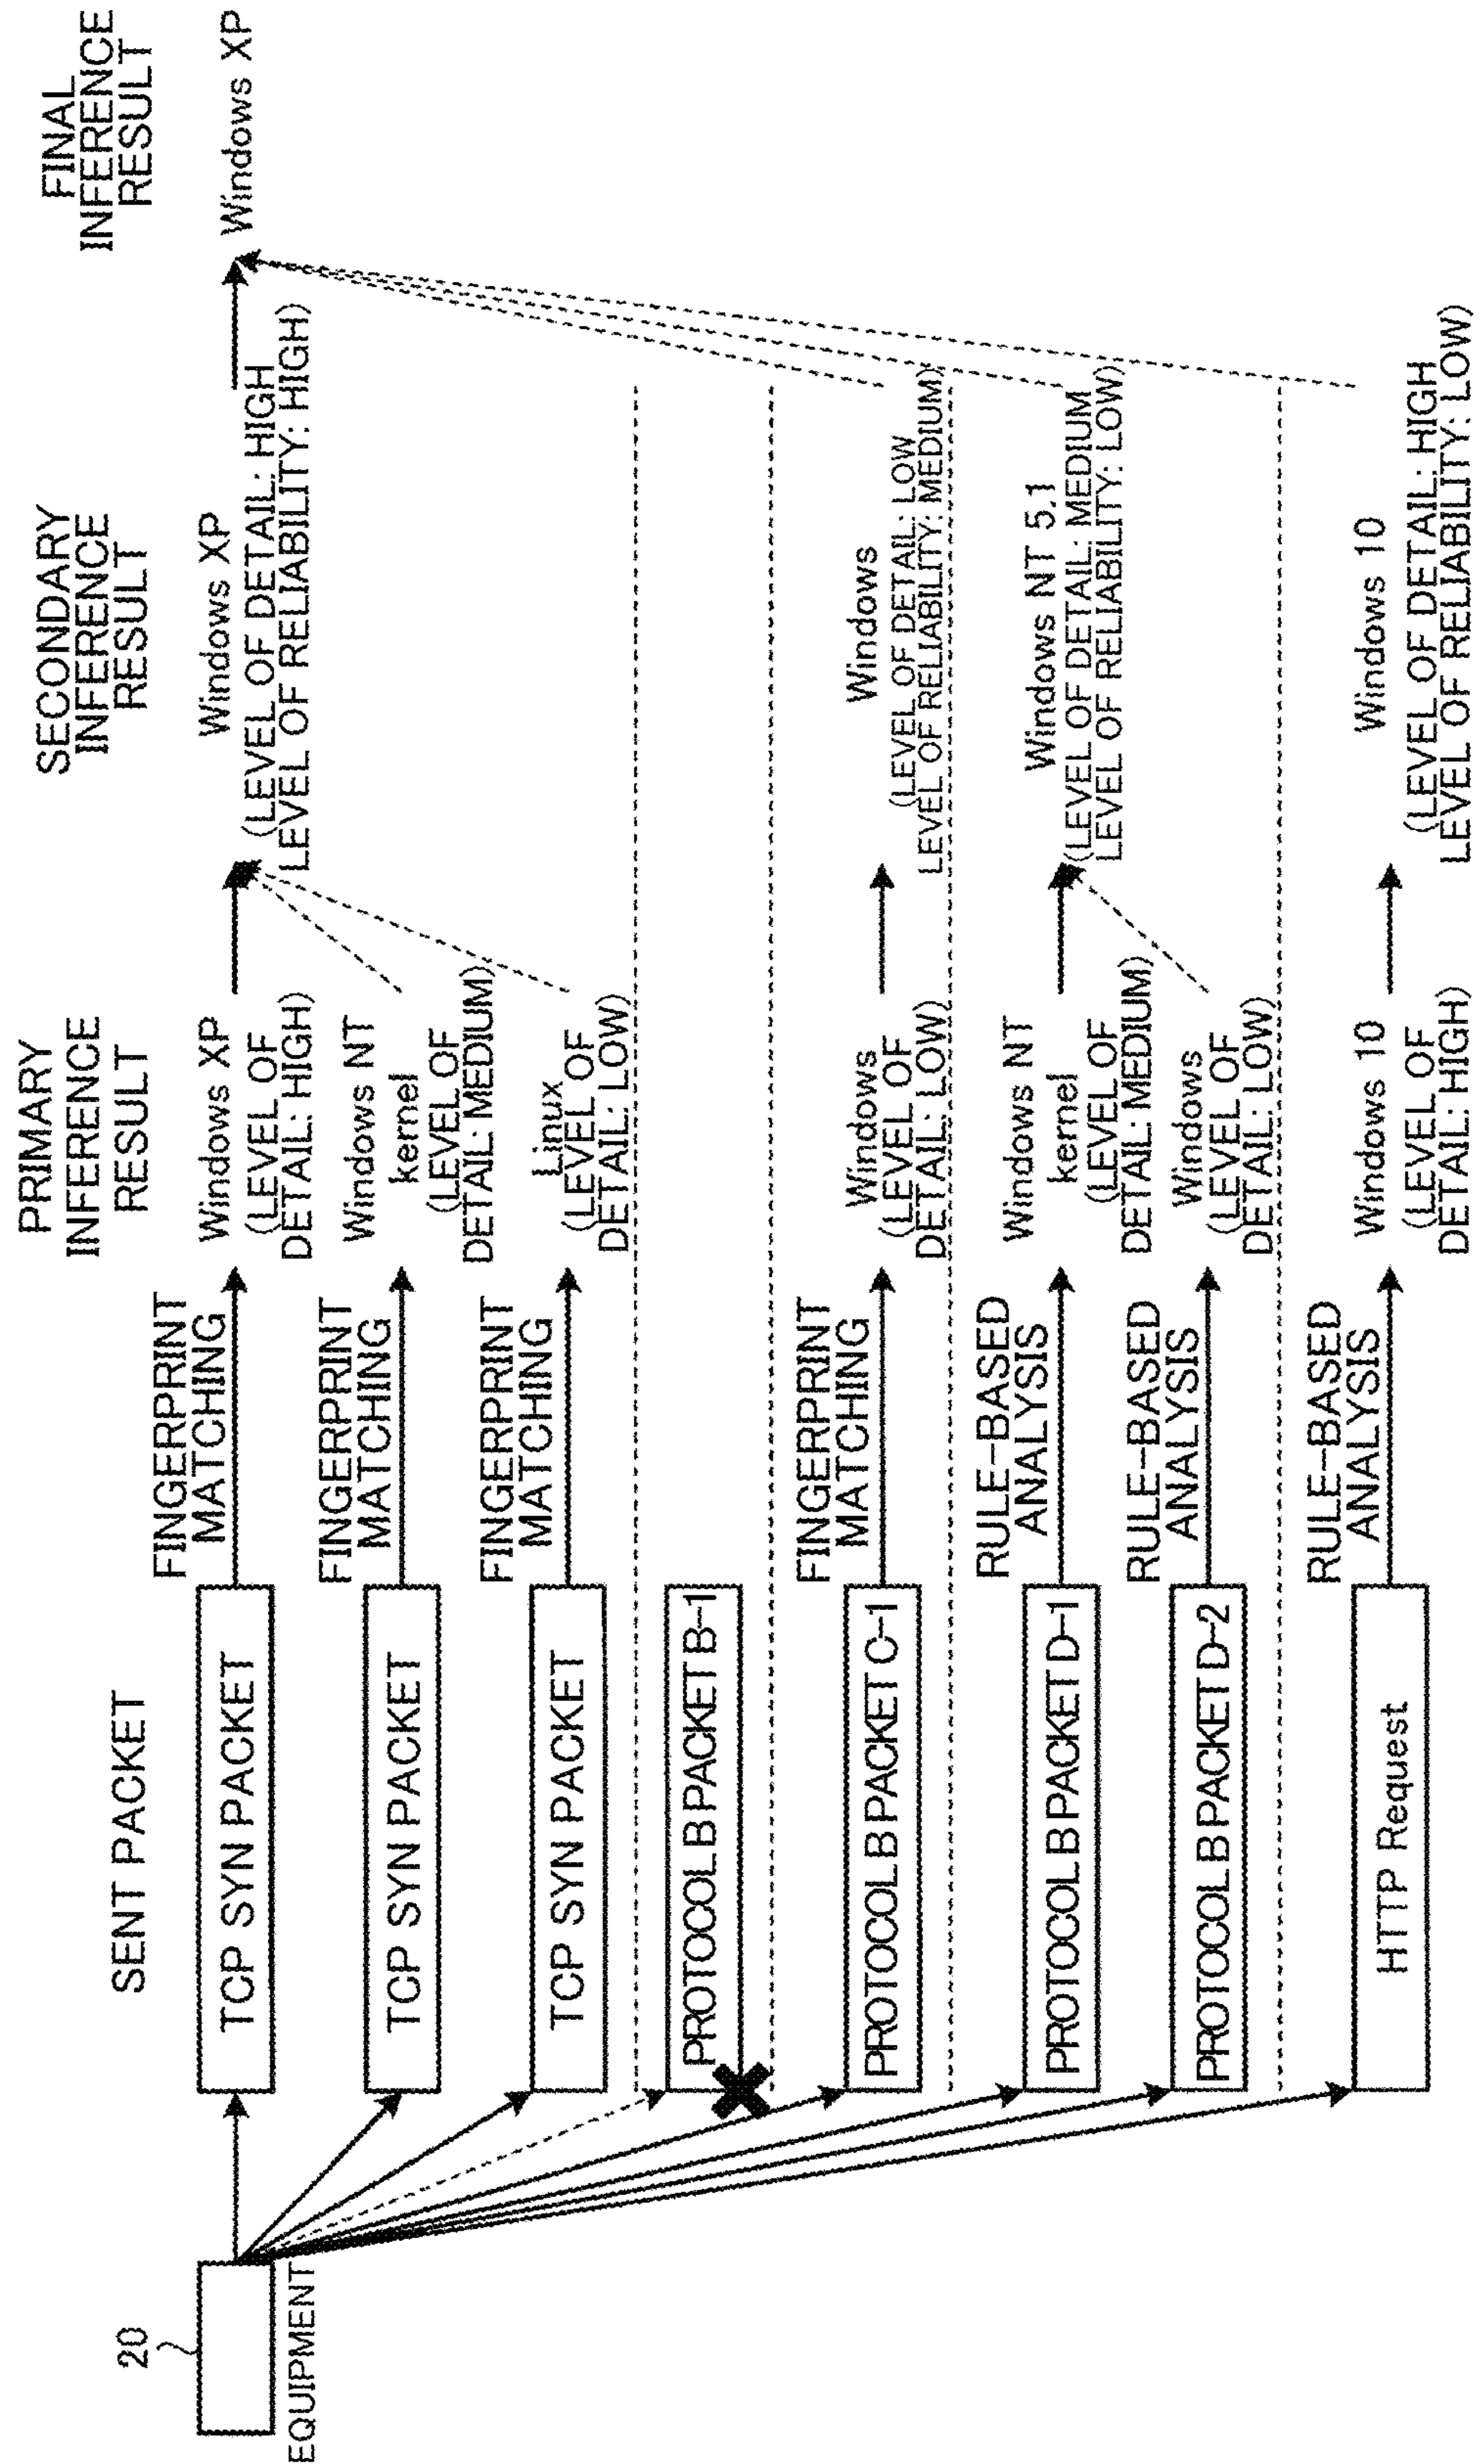 20
EQUIPMENT
SENT PACKET
PRIMARY
INFERENCE
RESULT
SECONDARY
INFERENCE
RESULT
FINAL
INFERENCE
RESULT
TCP SYN PACKET
FINGERPRINT
MATCHING
Windows XP
(LEVEL OF
DETAIL: HIGH)
Windows XP
(LEVEL OF DETAIL: HIGH
LEVEL OF RELIABILITY: HIGH)
Windows XP
TCP SYN PACKET
FINGERPRINT
MATCHING
Windows NT
kernel
(LEVEL OF
DETAIL: MEDIUM)
TCP SYN PACKET
FINGERPRINT
MATCHING
Linux
(LEVEL OF
DETAIL: LOW)
PROTOCOL B PACKET B-1
PROTOCOL B PACKET C-1
FINGERPRINT
MATCHING
Windows
(LEVEL OF
DETAIL: LOW)
Windows
(LEVEL OF DETAIL: LOW
LEVEL OF RELIABILITY: MEDIUM)
PROTOCOL B PACKET D-1
RULE-BASED
ANALYSIS
Windows NT
kernel
(LEVEL OF
DETAIL: MEDIUM)
Windows NT 5.1
(LEVEL OF DETAIL: MEDIUM
LEVEL OF RELIABILITY: LOW)
PROTOCOL B PACKET D-2
RULE-BASED
ANALYSIS
Windows
(LEVEL OF
DETAIL: LOW)
HTTP Request
RULE-BASED
ANALYSIS
Windows 10
(LEVEL OF
DETAIL: HIGH)
Windows 10
(LEVEL OF DETAIL: HIGH
LEVEL OF RELIABILITY: LOW)